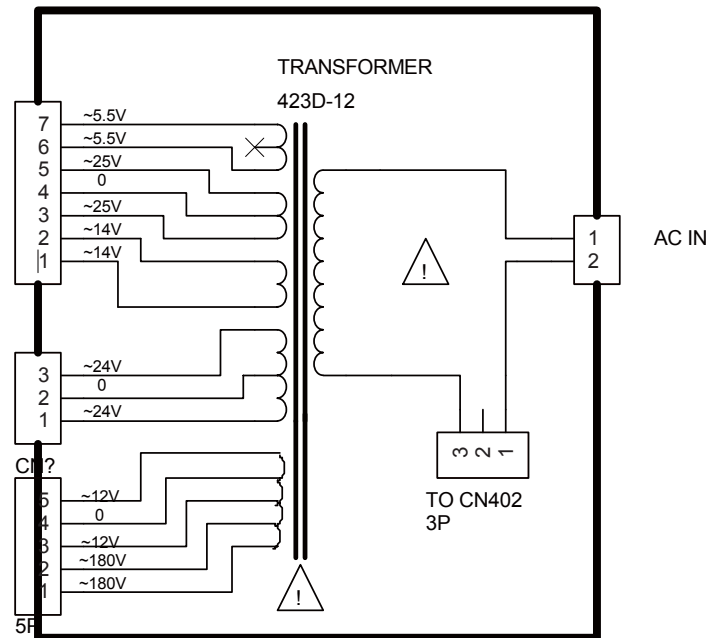 TRANSFORMER
423D-12
7 ~5.5V
6 ~5.5V
5 ~25V
4 0
3 ~25V
2 ~14V
1 ~14V
1
2
AC IN
!
3 ~24V
2 0
1 ~24V
3 2 1
TO CN402
3P
CN?
5 ~12V
4 0
3 ~12V
2 ~180V
1 ~180V
!
5P